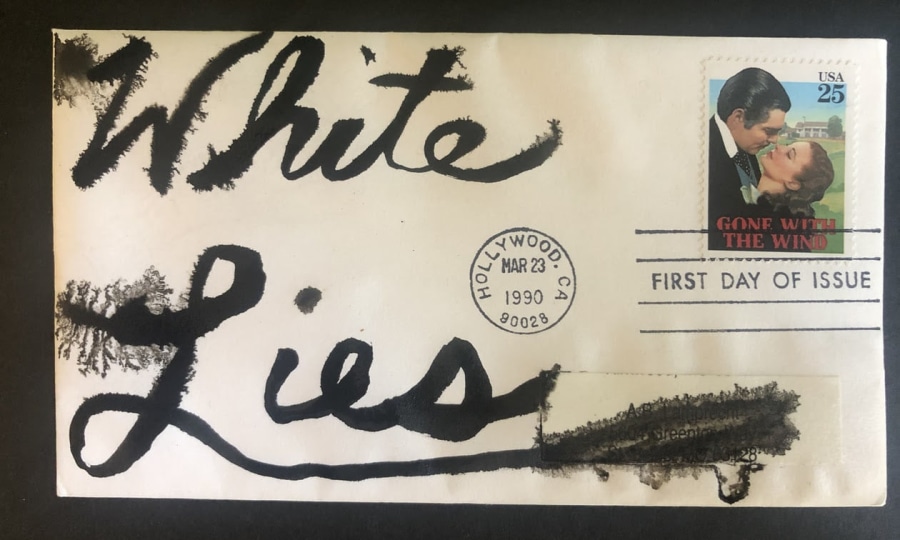 White
Lies
USA
25
GONE WITH
THE WIND
HOLLYWOOD. CA
MAR 23
1990
90028
FIRST DAY OF ISSUE